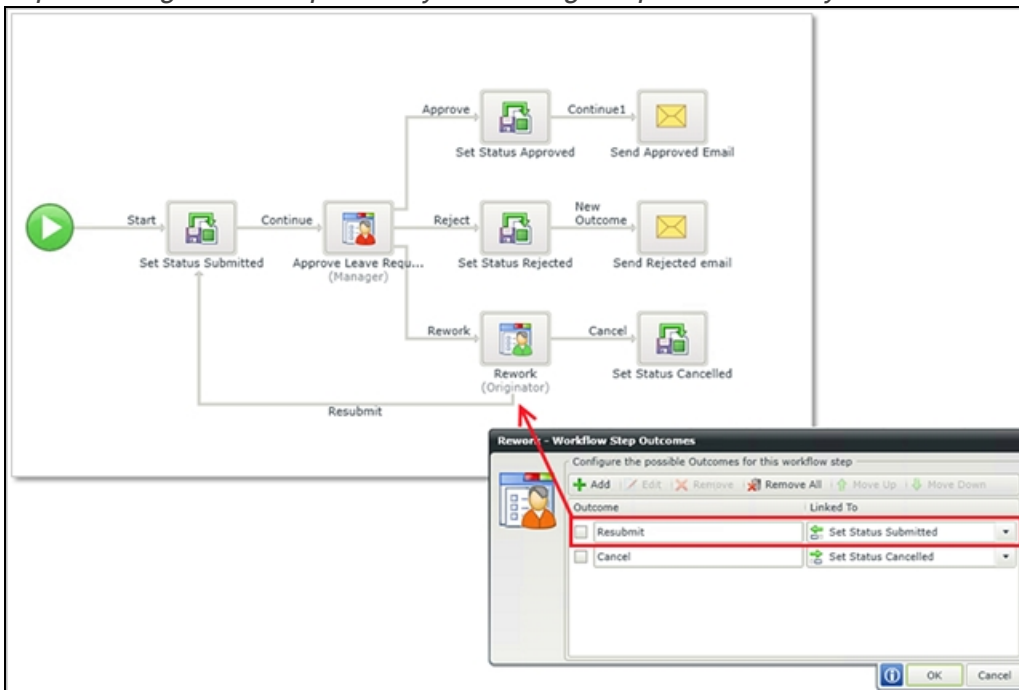 Approve
Continue1
Set Status Approved
Send Approved Email
Start
Continue
Reject
New
Outcome
Set Status Submitted
Approve Leave Requ...
(Manager)
Set Status Rejected
Send Rejected email
Rework
Cancel
Rework
(Originator)
Set Status Cancelled
Resubmit
Rework - Workflow Step Outcomes
Configure the possible Outcomes for this workflow step
Add Edit Remove Remove All Move Up Move Down
Outcome Linked To
Resubmit Set Status Submitted
Cancel Set Status Cancelled
OK Cancel